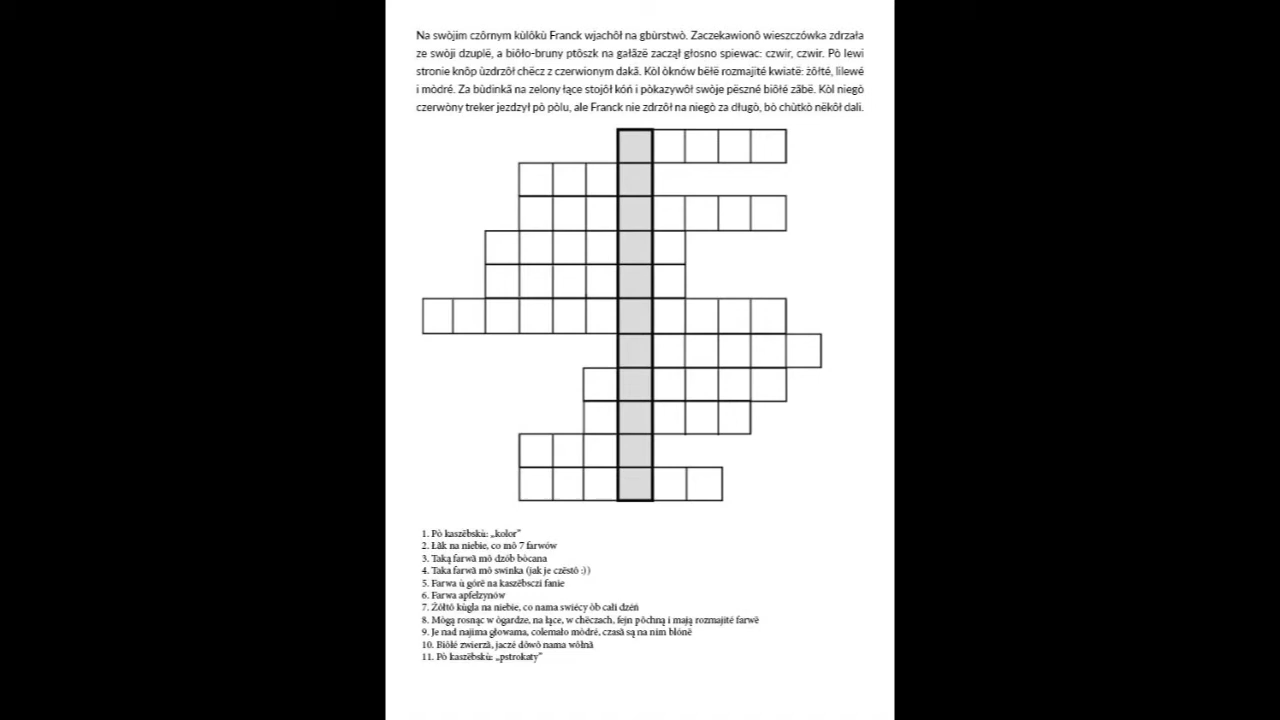 Na swòjim czôrnym kùlôkù Franck wjachôł na gbùrstwò. Zaczekawionô wieszczówka zdrzała
ze swòji dzuplë, a biôło-bruny ptôszk na gałãzë zacząl głosno spiewac: czwir, czwir. Pò lewi
stronie knôp ùzdrzôł chëcz z czerwionym dakã. Kòl òknów bëłë rozmajité kwiatë: żôłté, lilewé
i mòdré. Za bùdinkã na zelony łące stojôł kóń i pòkazywôł swòje pëszné biôłé zãbë. Kòl niegò
czerwòny treker jezdzył pò pòlu, ale Franck nie zdrzôł na niegò za długò, bò chùtkò nëkôł dali.
1. Pò kaszëbskù: „kolor"
2. Łãk na niebie, co mô 7 farwów
3. Taką farwã mô dzób bòcana
4. Taka farwã mô swinka (jak je czëstô :))
5. Farwa ù górë na kaszëbsczi fanie
6. Farwa apfelzynów
7. Żôłtô kùgla na niebie, co nama swiécy òb całi dzéń
8. Mògą rosnąc w ògardze, na łące, w chëczach, fejn pôchną i mają rozmajité farwë
9. Je nad najima głowama, colemało mòdré, czasã są na nim blónë
10. Biôłé zwierzã, jaczé dôwô nama wôłnã
11. Pò kaszëbskù: „pstrokaty"